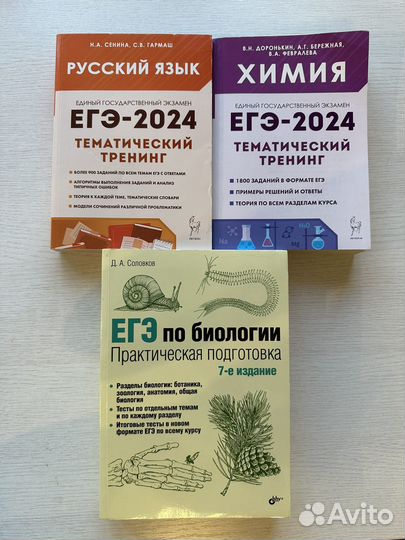 Н.А. СЕНИНА, С.В. ГАРМАШ
РУССКИЙ ЯЗЫК
ЕДИНЫЙ ГОСУДАРСТВЕННЫЙ ЭКЗАМЕН
ЕГЭ-2024
ТЕМАТИЧЕСКИЙ
ТРЕНИНГ
БОЛЕЕ 900 ЗАДАНИЙ ПО ВСЕМ ТЕМАМ ЕГЭ С ОТВЕТАМИ
АЛГОРИТМЫ ВЫПОЛНЕНИЯ ЗАДАНИЙ И АНАЛИЗ
ТИПИЧНЫХ ОШИБОК
ТЕОРИЯ К КАЖДОЙ ТЕМЕ, ТЕМАТИЧЕСКИЕ СЛОВАРИ
МОДЕЛИ СОЧИНЕНИЙ РАЗЛИЧНОЙ ПРОБЛЕМАТИКИ
ЛЕГИОН
В.Н. ДОРОНЬКИН, А.Г. БЕРЕЖНАЯ,
В.А. ФЕВРАЛЕВА
ХИМИЯ
ЕДИНЫЙ ГОСУДАРСТВЕННЫЙ ЭКЗАМЕН
ЕГЭ-2024
ТЕМАТИЧЕСКИЙ
ТРЕНИНГ
1800 ЗАДАНИЙ В ФОРМАТЕ ЕГЭ
ПРИМЕРЫ РЕШЕНИЙ И ОТВЕТЫ
ТЕОРИЯ ПО ВСЕМ РАЗДЕЛАМ КУРСА
Na
H₂O
ЛЕГИОН
Д. А. Соловков
ЕГЭ по биологии
Практическая подготовка
7-е издание
• Разделы биологии: ботаника,
зоология, анатомия, общая
биология
• Тесты по отдельным темам
и по каждому разделу
• Итоговые тесты в новом
формате ЕГЭ по всему курсу
bhv
Avito